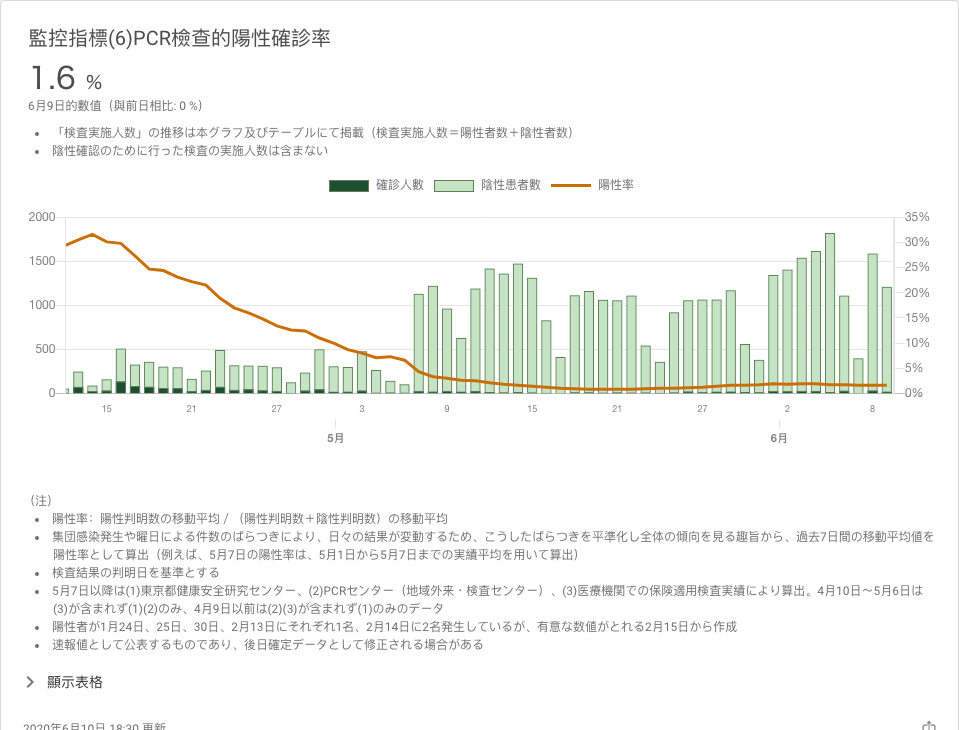 監控指標(6)PCR檢查的陽性確診率
1.6 %
6月9日的數值（與前日相比: 0 %）
• 「検査実施人数」の推移は本グラフ及びテーブルにて掲載（検査実施人数＝陽性者数＋陰性者数）
• 陰性確認のために行った検査の実施人数は含まない
確診人數 陰性患者數 陽性率
2000 35%
30%
1500 25%
20%
1000 15%
10%
500 5%
0 0%
15 21 27 3 9 15 21 27 2 8
5月 6月
（注）
• 陽性率：陽性判明数の移動平均 / （陽性判明数＋陰性判明数）の移動平均
• 集団感染発生や曜日による件数のばらつきにより、日々の結果が変動するため、こうしたばらつきを平準化し全体の傾向を見る趣旨から、過去7日間の移動平均値を
陽性率として算出（例えば、5月7日の陽性率は、5月1日から5月7日までの実績平均を用いて算出）
• 検査結果の判明日を基準とする
• 5月7日以降は(1)東京都健康安全研究センター、(2)PCRセンター（地域外来・検査センター）、(3)医療機関での保険適用検査実績により算出。4月10日～5月6日は
(3)が含まれず(1)(2)のみ、4月9日以前は(2)(3)が含まれず(1)のみのデータ
• 陽性者が1月24日、25日、30日、2月13日にそれぞれ1名、2月14日に2名発生しているが、有意な数値がとれる2月15日から作成
• 速報値として公表するものであり、後日確定データとして修正される場合がある
顯示表格
2020年6月10日 18:30 更新